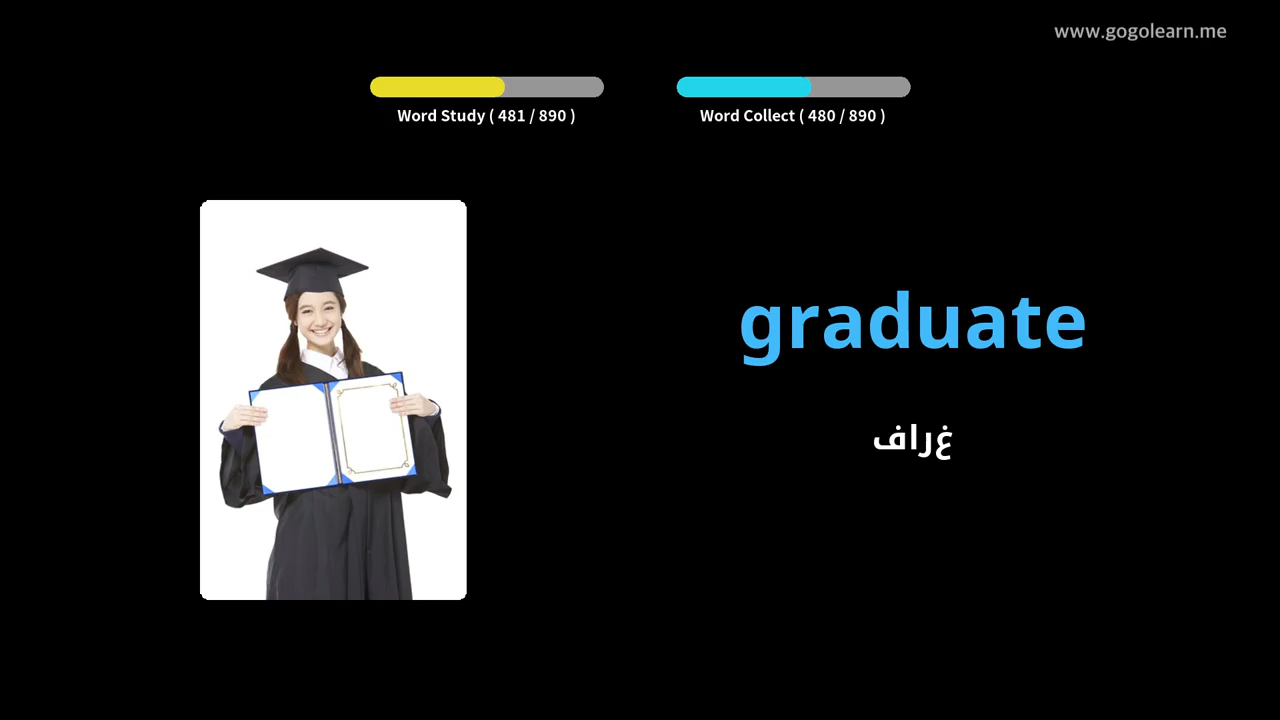 www.gogolearn.me
Word Study ( 481 / 890 )
Word Collect ( 480 / 890 )
graduate
غراف